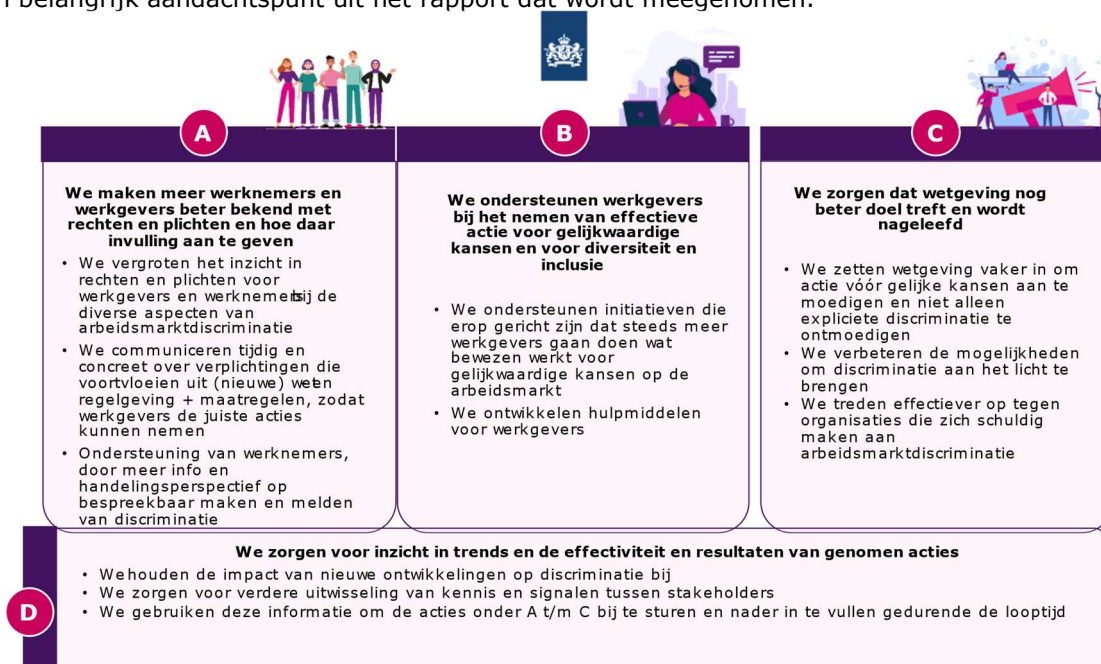 belangrijk aandachtspunt uit het rapport dat wordt meegenomen.
A
We maken meer werknemers en
werkgevers beter bekend met
rechten en plichten en hoe daar
invulling aan te geven
• We vergroten het inzicht in
rechten en plichten voor
werkgevers en werknemers bij de
diverse aspecten van
arbeidsmarktdiscriminatie
• We communiceren tijdig en
concreet over verplichtingen die
voortvloeien uit (nieuwe) wet en
regelgeving + maatregelen, zodat
werkgevers de juiste acties
kunnen nemen
• Ondersteuning van werknemers,
door meer info en
handelingsperspectief op
bespreekbaar maken en melden
van discriminatie
B
We ondersteunen werkgevers
bij het nemen van effectieve
actie voor gelijkwaardige
kansen en voor diversiteit en
inclusie
• We ondersteunen initiatieven die
erop gericht zijn dat steeds meer
werkgevers gaan doen wat
bewezen werkt voor
gelijkwaardige kansen op de
arbeidsmarkt
• We ontwikkelen hulpmiddelen
voor werkgevers
C
We zorgen dat wetgeving nog
beter doel treft en wordt
nageleefd
• We zetten wetgeving vaker in om
actie vóór gelijke kansen aan te
moedigen en niet alleen
expliciete discriminatie te
ontmoedigen
• We verbeteren de mogelijkheden
om discriminatie aan het licht te
brengen
• We treden effectiever op tegen
organisaties die zich schuldig
maken aan
arbeidsmarktdiscriminatie
D
We zorgen voor inzicht in trends en de effectiviteit en resultaten van genomen acties
• We houden de impact van nieuwe ontwikkelingen op discriminatie bij
• We zorgen voor verdere uitwisseling van kennis en signalen tussen stakeholders
• We gebruiken deze informatie om de acties onder A t/m C bij te sturen en nader in te vullen gedurende de looptijd